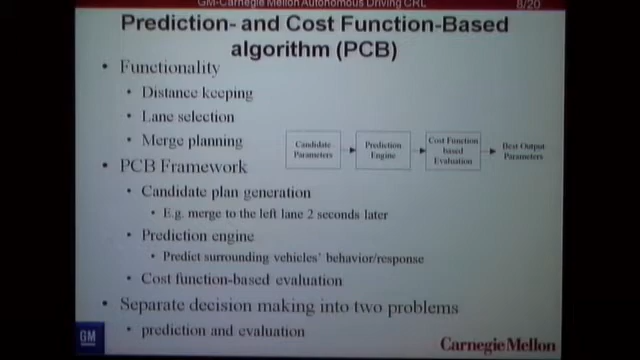 GM-Carnegie Mellon Autonomous Driving CRL
8/20
Prediction- and Cost Function-Based
algorithm (PCB)
• Functionality
• Distance keeping
• Lane selection
• Merge planning
Candidate
Parameters
Prediction
Engine
Cost Function
based
Evaluation
Best Output
Parameters
• PCB Framework
• Candidate plan generation
• E.g. merge to the left lane 2 seconds later
• Prediction engine
• Predict surrounding vehicles' behavior/response
• Cost function-based evaluation
• Separate decision making into two problems
• prediction and evaluation
GM
Carnegie Mellon